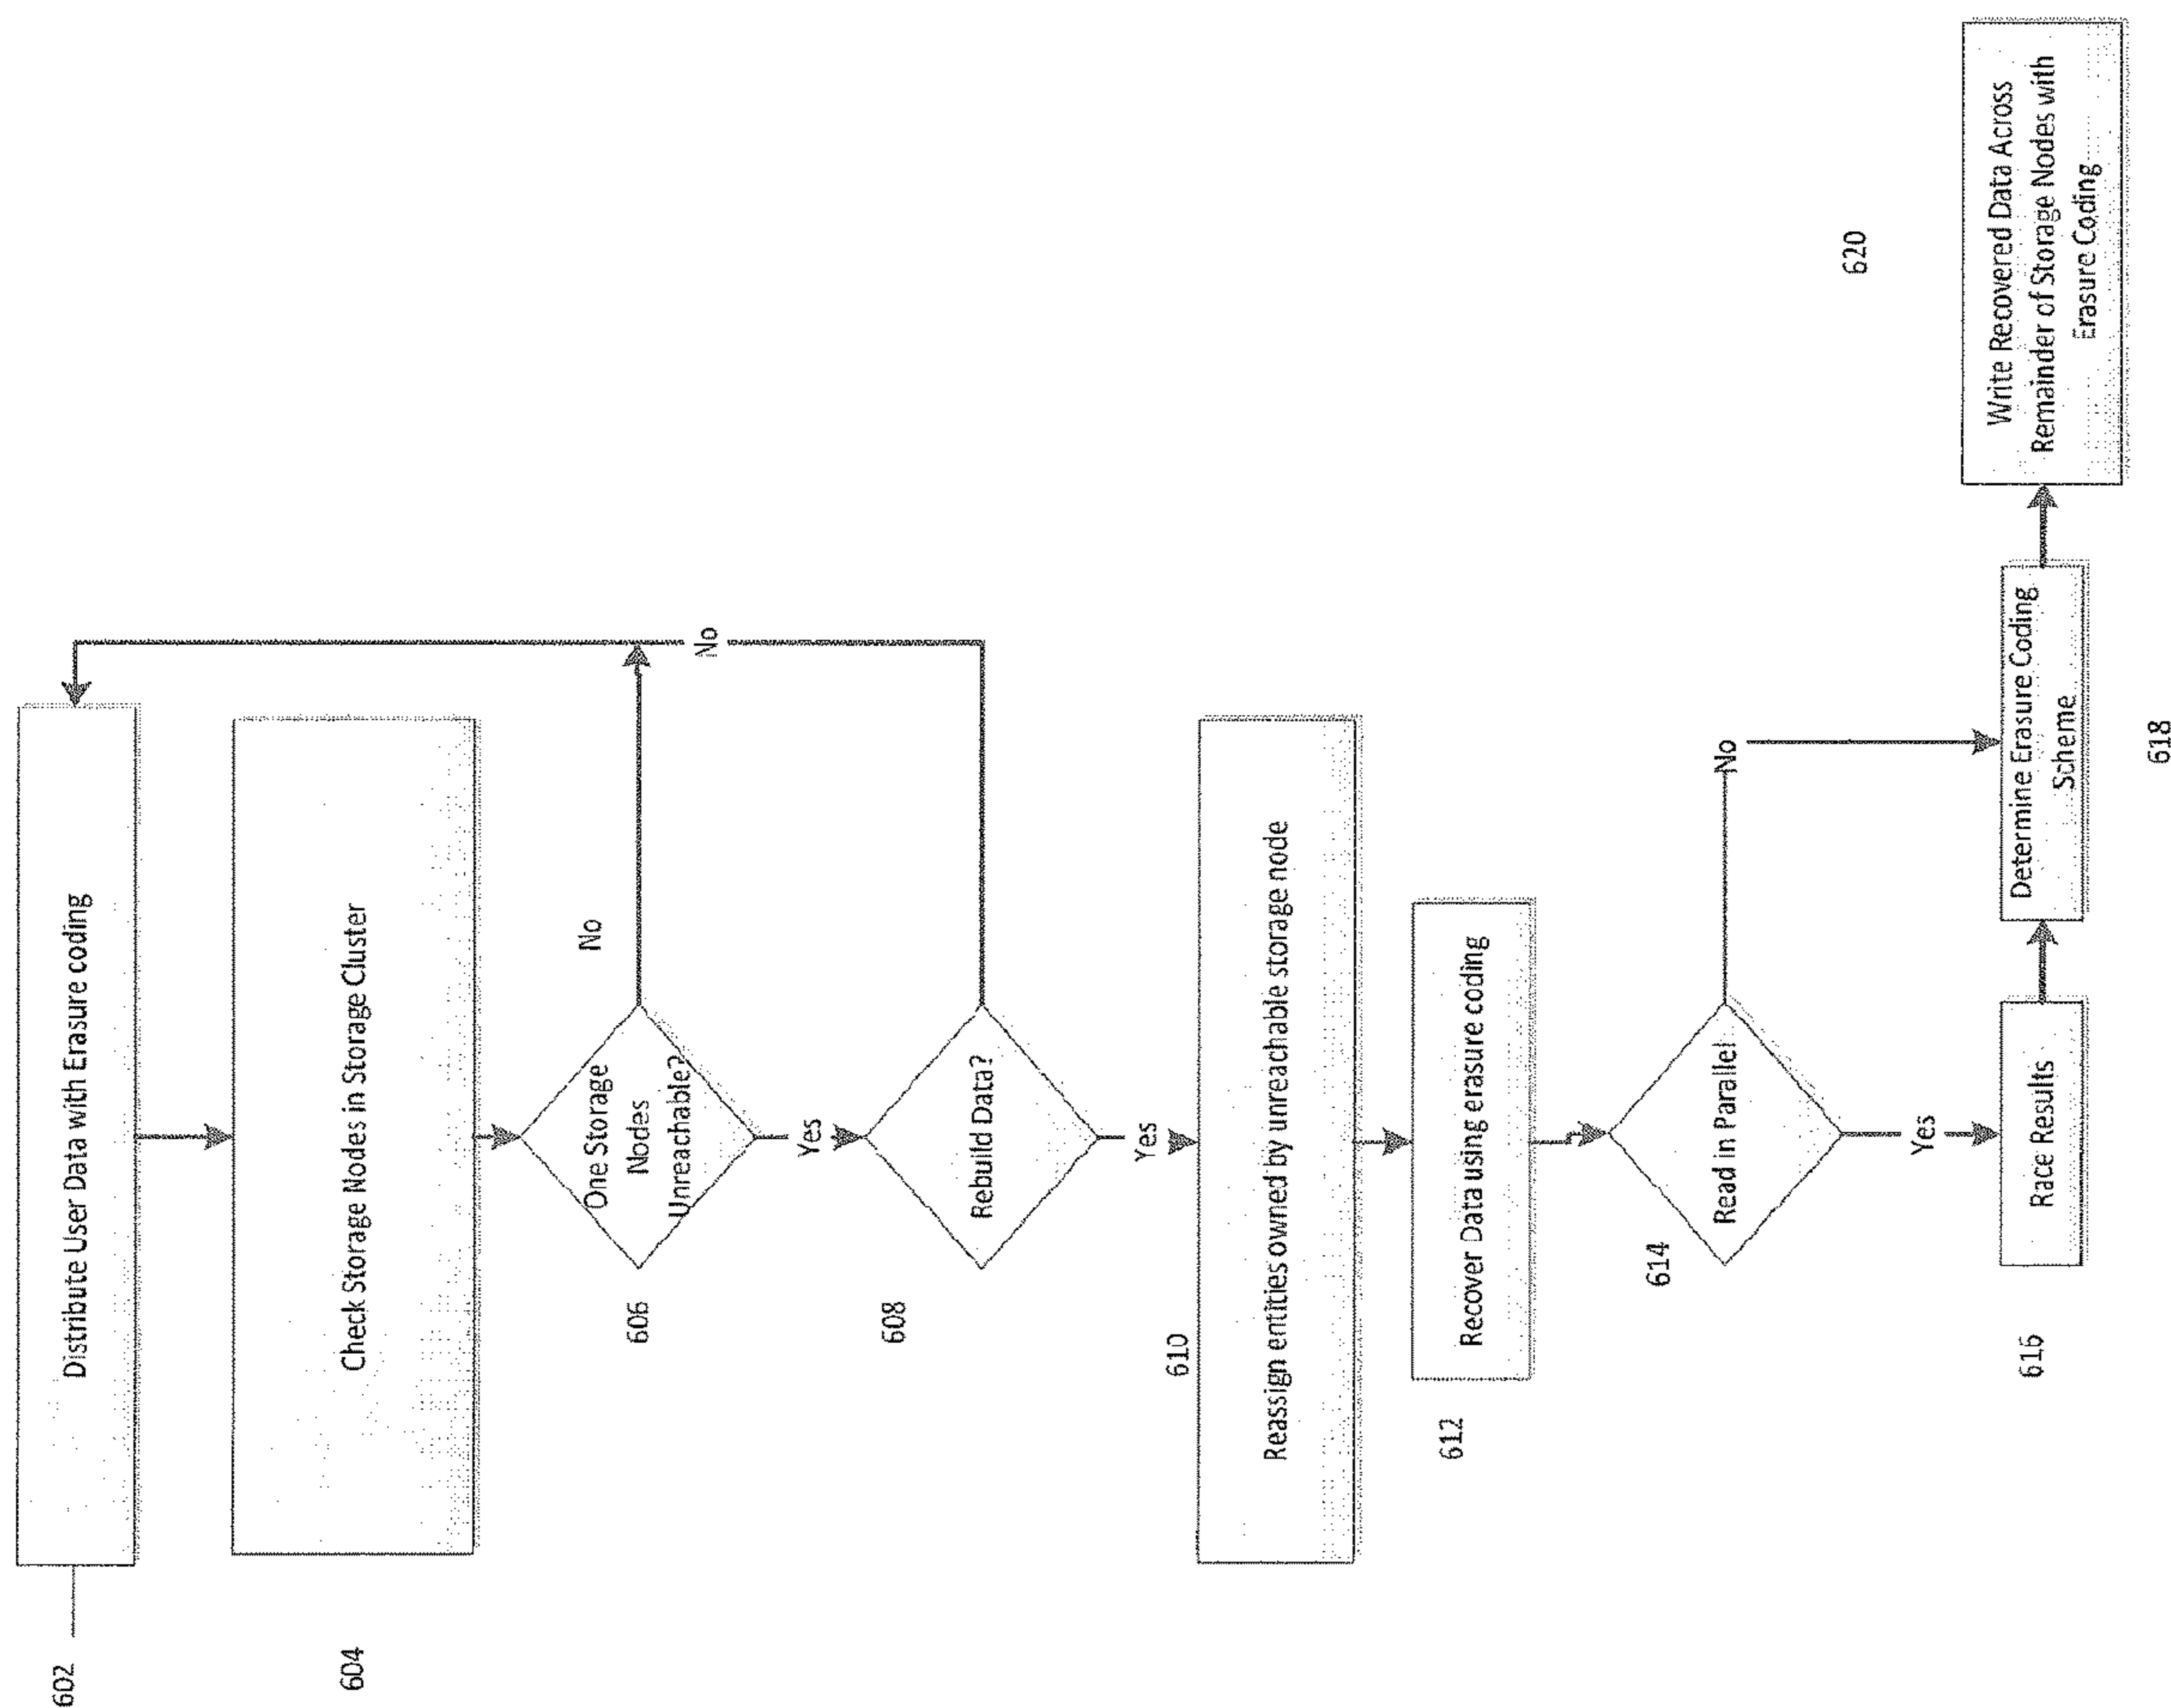 602
Distribute User Data with Erasure coding
604
Check Storage Nodes in Storage Cluster
606
One Storage
Nodes
Unreachable?
No
Yes
608
Rebuild Data?
No
Yes
610
Reassign entities owned by unreachable storage node
612
Recover Data using erasure coding
614
Read in Parallel
No
Yes
616
Race Results
618
Determine Erasure Coding
Scheme
620
Write Recovered Data Across
Remainder of Storage Nodes with
Erasure Coding